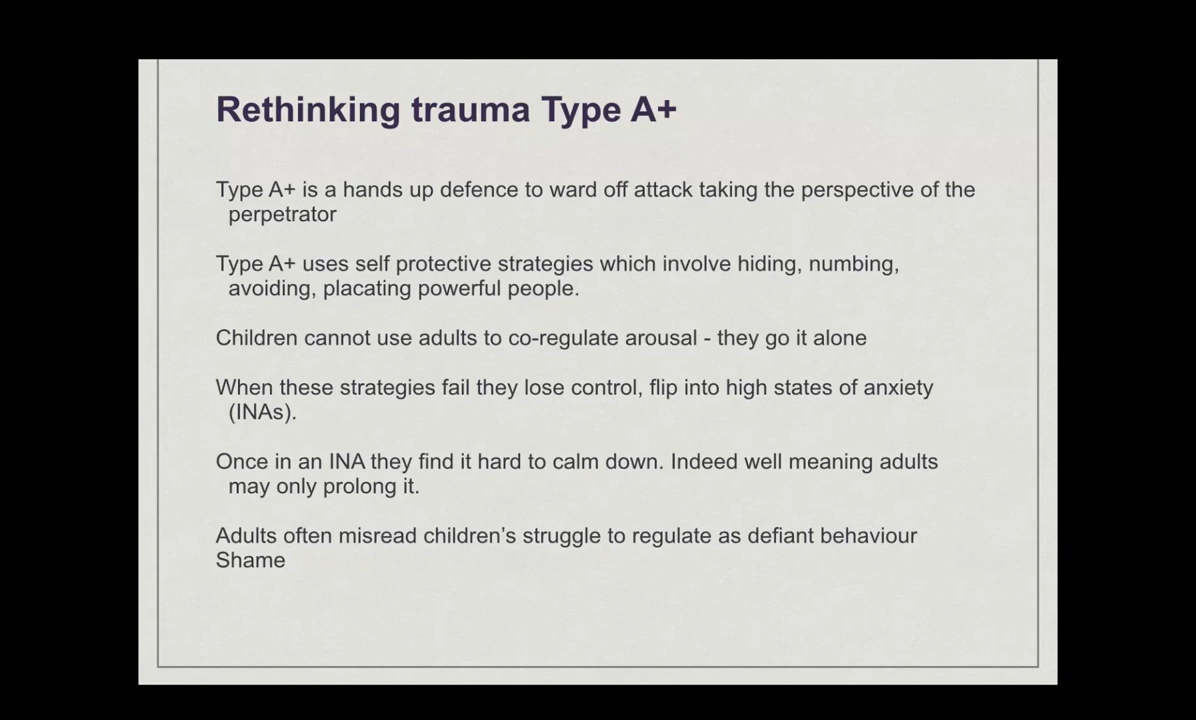 Rethinking trauma Type A+
Type A+ is a hands up defence to ward off attack taking the perspective of the
perpetrator
Type A+ uses self protective strategies which involve hiding, numbing,
avoiding, placating powerful people.
Children cannot use adults to co-regulate arousal - they go it alone
When these strategies fail they lose control, flip into high states of anxiety
(INAs).
Once in an INA they find it hard to calm down. Indeed well meaning adults
may only prolong it.
Adults often misread children’s struggle to regulate as defiant behaviour
Shame